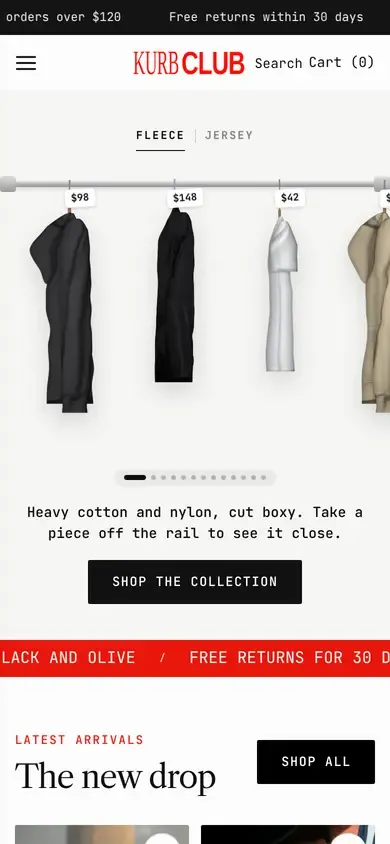 orders over $120 Free returns within 30 days
KURB CLUB Search Cart (0)
FLEECE JERSEY
$98 $148 $42
Heavy cotton and nylon, cut boxy. Take a
piece off the rail to see it close.
SHOP THE COLLECTION
LACK AND OLIVE / FREE RETURNS FOR 30 D
LATEST ARRIVALS
The new drop
SHOP ALL